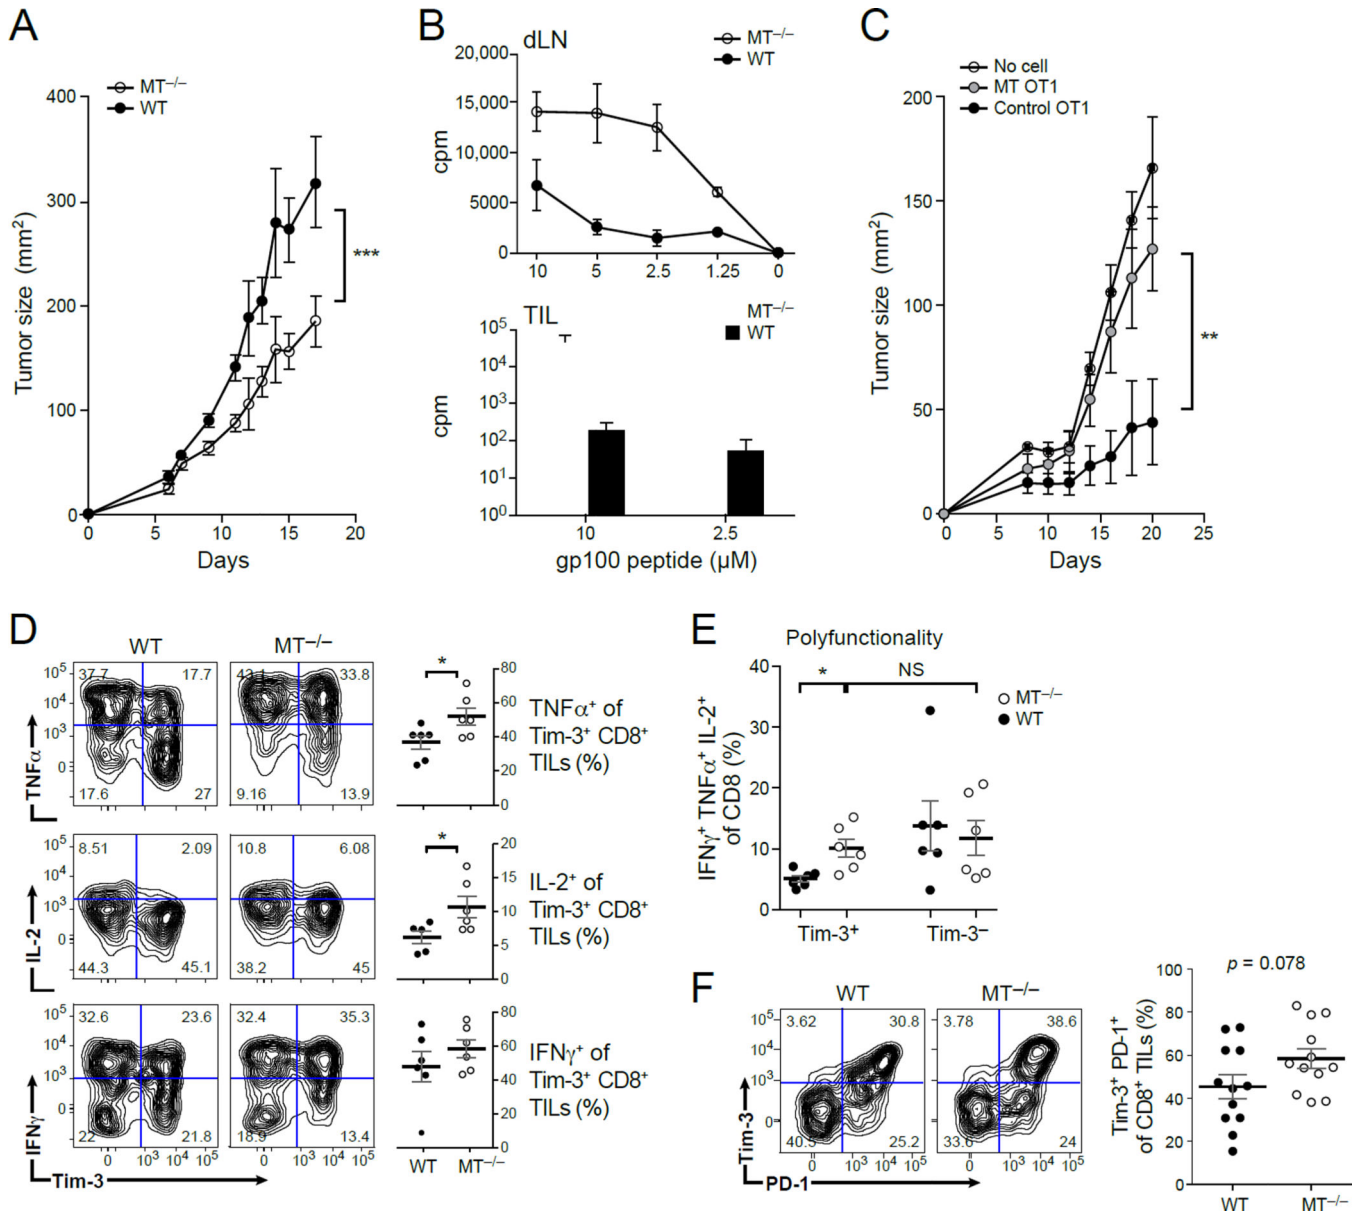 A
MT–/–
WT
400
300
200
100
0
Tumor size (mm2)
***
0 5 10 15 20
Days
B
dLN
MT–/–
WT
20,000
15,000
10,000
5000
0
cpm
10 5 2.5 1.25 0
TIL
MT–/–
WT
105
104
103
102
101
100
cpm
10 2.5
gp100 peptide (µM)
C
No cell
MT OT1
Control OT1
200
150
100
50
0
Tumor size (mm2)
**
0 5 10 15 20 25
Days
D
WT MT–/–
105
104
103
0
TNFα
37.7 17.7
17.6 27
33.8
9.16 13.9
*
80
60
40
20
0
TNFα+ of
Tim-3+ CD8+
TILs (%)
105
104
103
0
IL-2
8.51 2.09
44.3 45.1
10.8 6.08
38.2 45
*
20
15
10
5
0
IL-2+ of
Tim-3+ CD8+
TILs (%)
105
104
103
0
IFNγ
32.6 23.6
22 21.8
32.4 35.3
18.9 13.4
0 103 104 105
0 103 104 105
Tim-3
80
60
40
20
0
WT MT–/–
IFNγ+ of
Tim-3+ CD8+
TILs (%)
E
Polyfunctionality
40
30
20
10
0
IFNγ+ TNFα+ IL-2+
of CD8 (%)
* NS
MT–/–
WT
Tim-3+ Tim-3–
F
WT MT–/–
105
104
103
0
Tim-3
3.62 30.8
40.5 25.2
3.78 38.6
33.6 24
0 103 104 105
0 103 104 105
PD-1
p = 0.078
100
80
60
40
20
0
Tim-3+ PD-1+
of CD8+ TILs (%)
WT MT–/–